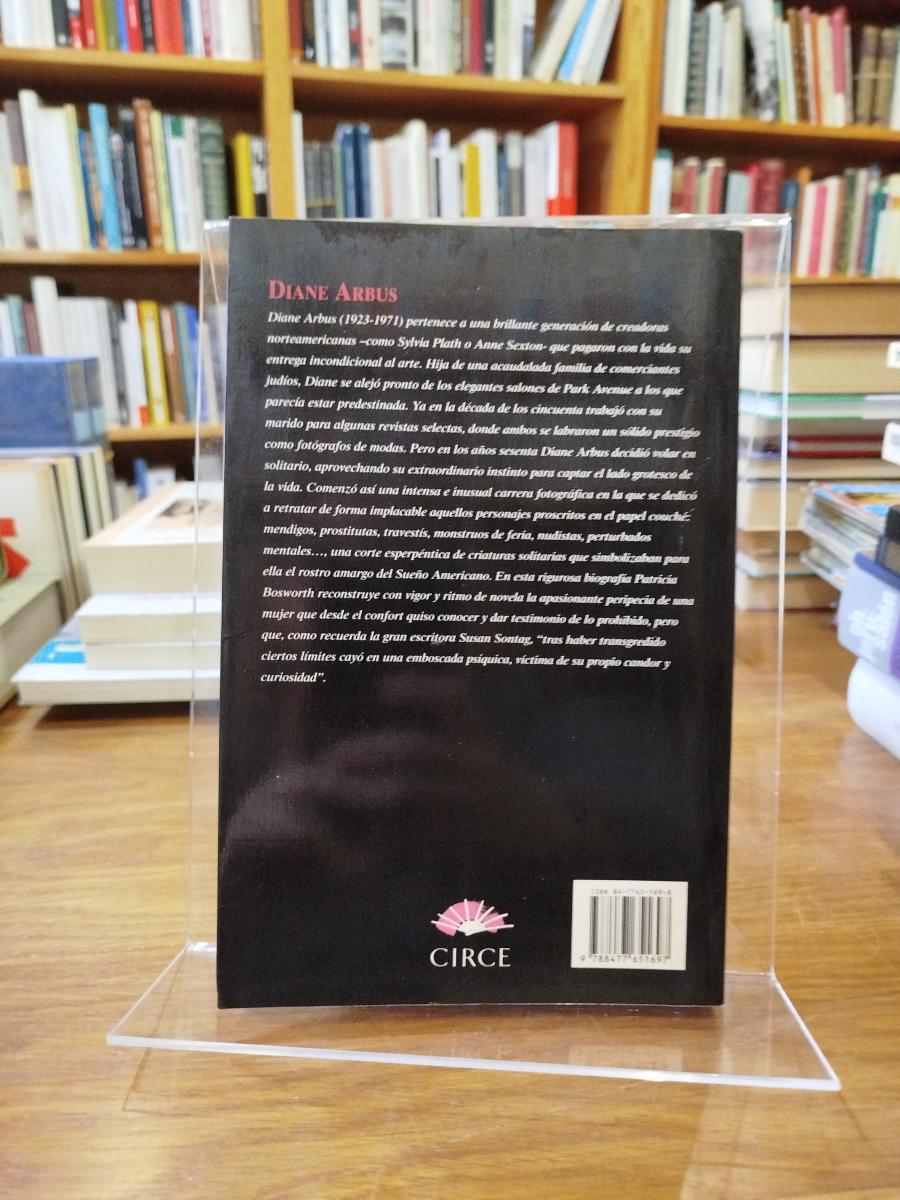 DIANE ARBUS
Diane Arbus (1923-1971) pertenece a una brillante generación de creadoras
norteamericanas –como Sylvia Plath o Anne Sexton- que pagaron con la vida su
entrega incondicional al arte. Hija de una acaudalada familia de comerciantes
judíos, Diane se alejó pronto de los elegantes salones de Park Avenue a los que
parecía estar predestinada. Ya en la década de los cincuenta trabajó con su
marido para algunas revistas selectas, donde ambos se labraron un sólido prestigio
como fotógrafos de modas. Pero en los años sesenta Diane Arbus decidió volar en
solitario, aprovechando su extraordinario instinto para captar el lado grotesco de
la vida. Comenzó así una intensa e inusual carrera fotográfica en la que se dedicó
a retratar de forma implacable aquellos personajes proscritos en el papel couché:
mendigos, prostitutas, travestís, monstruos de feria, nudistas, perturbados
mentales..., una corte esperpéntica de criaturas solitarias que simbolizaban para
ella el rostro amargo del Sueño Americano. En esta rigurosa biografía Patricia
Bosworth reconstruye con vigor y ritmo de novela la apasionante peripecia de una
mujer que desde el confort quiso conocer y dar testimonio de lo prohibido, pero
que, como recuerda la gran escritora Susan Sontag, “tras haber transgredido
ciertos límites cayó en una emboscada psíquica, víctima de su propio candor y
curiosidad”.
ISBN 84-7765-169-8
9 788477 651697
CIRCE